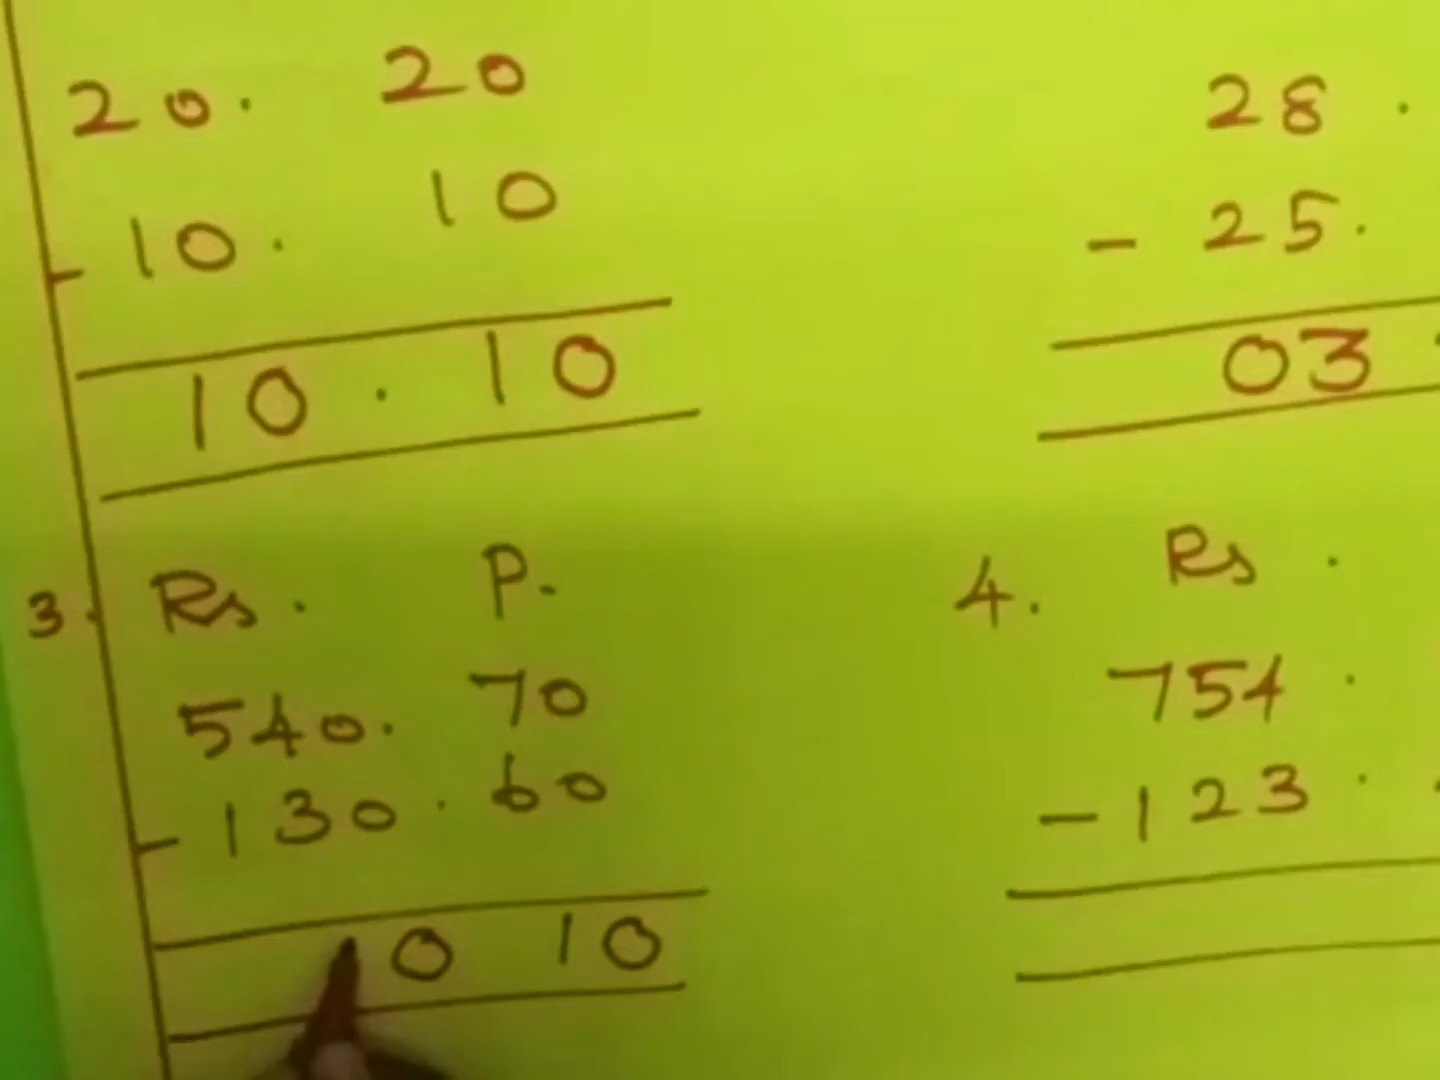 20. 20
- 10. 10
10. 10
28.
- 25.
03.
3. Rs. P.
540. 70
- 130. 60
0 10
4. Rs.
754.
- 123.